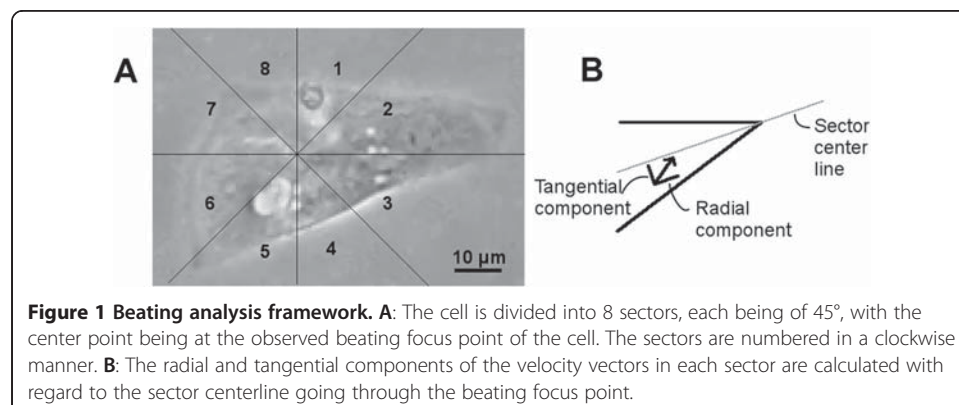 A
8
1
7
2
6
3
5
4
10 µm
B
Sector
center
line
Tangential
component
Radial
component
Figure 1 Beating analysis framework. A: The cell is divided into 8 sectors, each being of 45°, with the
center point being at the observed beating focus point of the cell. The sectors are numbered in a clockwise
manner. B: The radial and tangential components of the velocity vectors in each sector are calculated with
regard to the sector centerline going through the beating focus point.